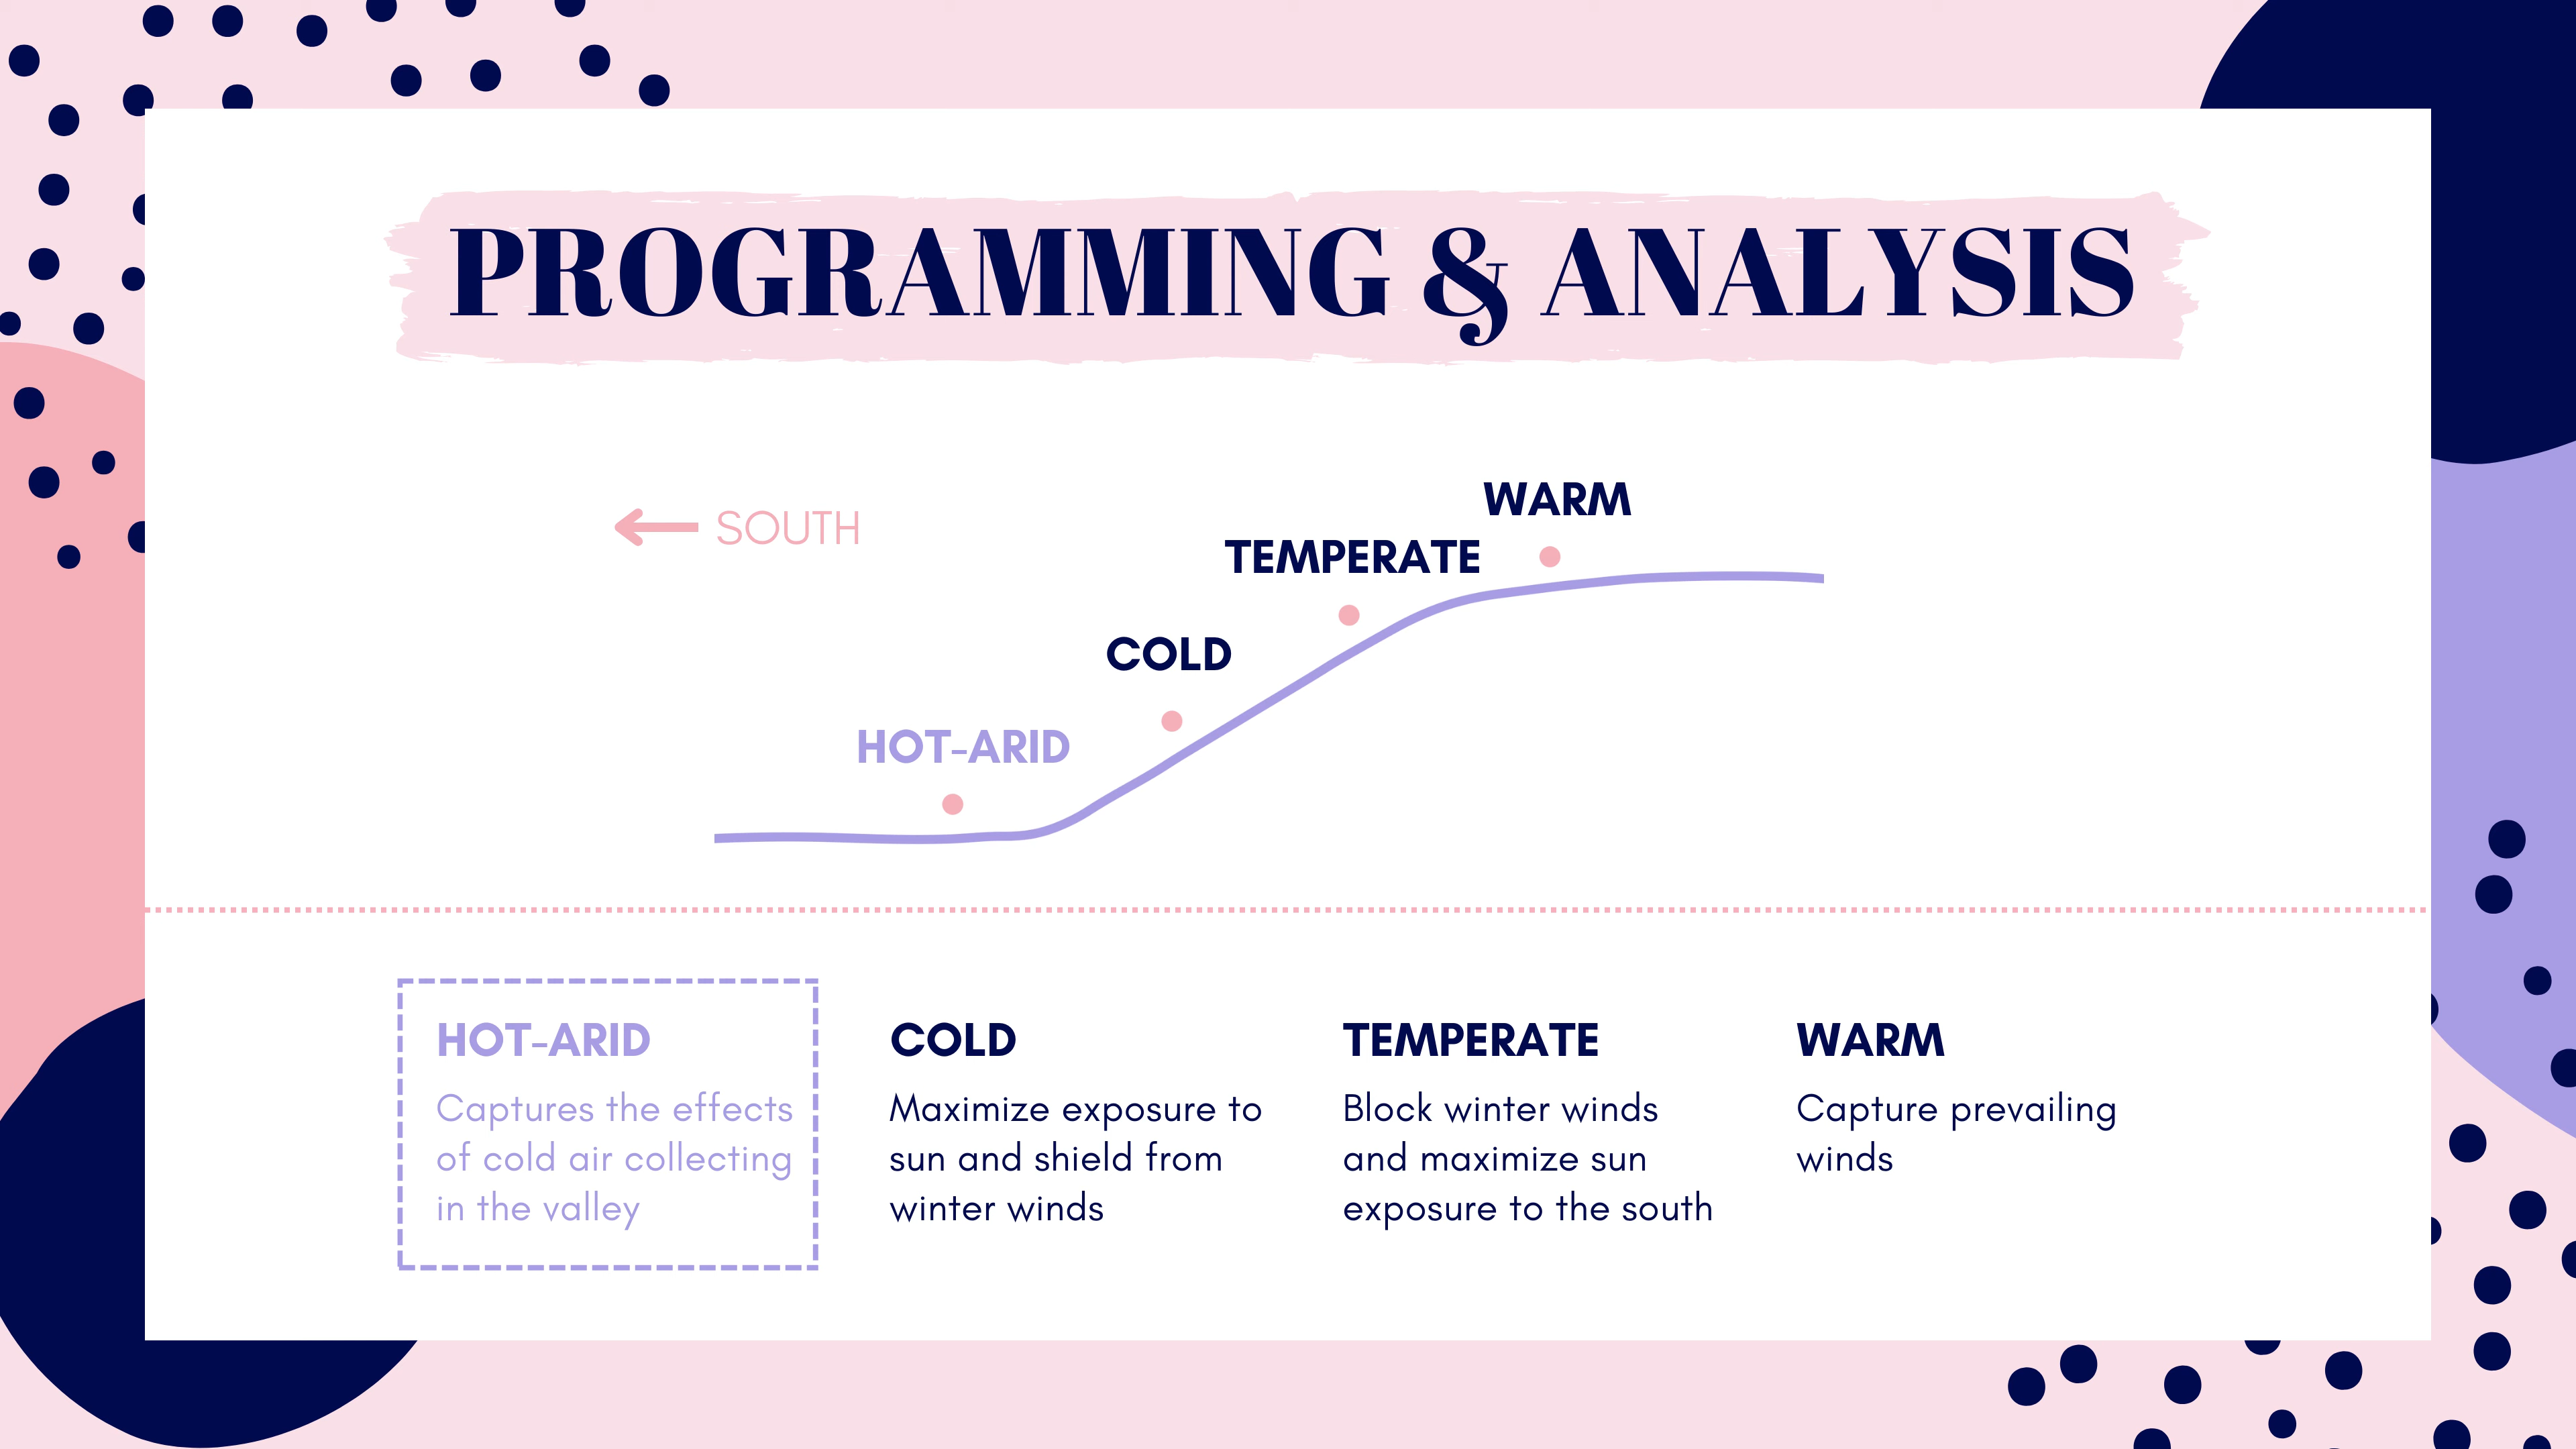 PROGRAMMING & ANALYSIS
SOUTH
WARM
TEMPERATE
COLD
HOT-ARID
HOT-ARID
Captures the effects
of cold air collecting
in the valley
COLD
Maximize exposure to
sun and shield from
winter winds
TEMPERATE
Block winter winds
and maximize sun
exposure to the south
WARM
Capture prevailing
winds